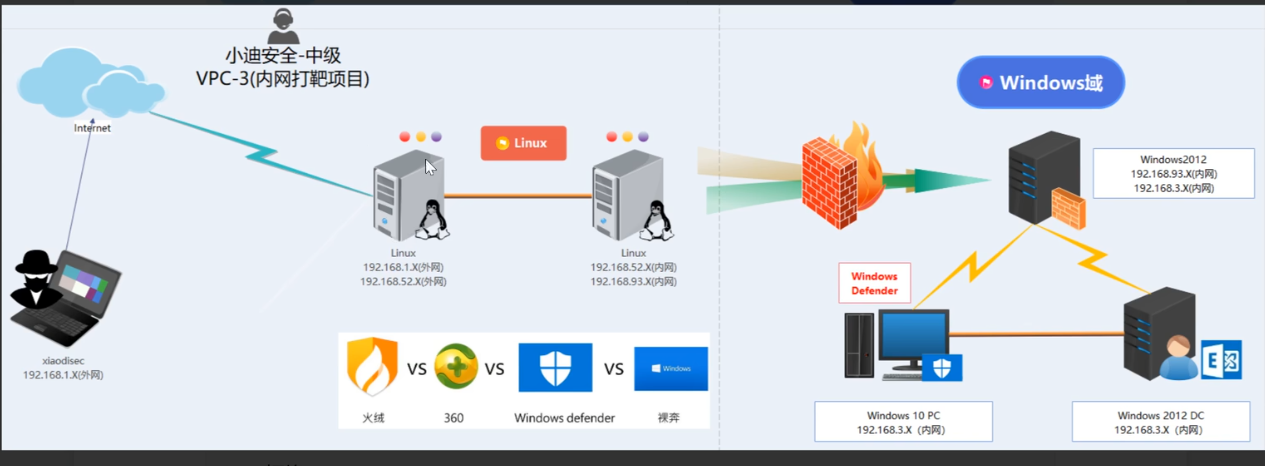 小迪安全-中级
VPC-3(内网打靶项目)
Internet
xiaodisec
192.168.1.X(外网)
Linux
Linux
192.168.1.X(外网)
192.168.52.X(外网)
Linux
192.168.52.X(内网)
192.168.93.X(内网)
VS
VS
VS
Windows
火绒
360
Windows defender
裸奔
Windows域
Windows2012
192.168.93.X(内网)
192.168.3.X(内网)
Windows
Defender
E
Windows 10 PC
192.168.3.X（内网）
Windows 2012 DC
192.168.3.X（内网）